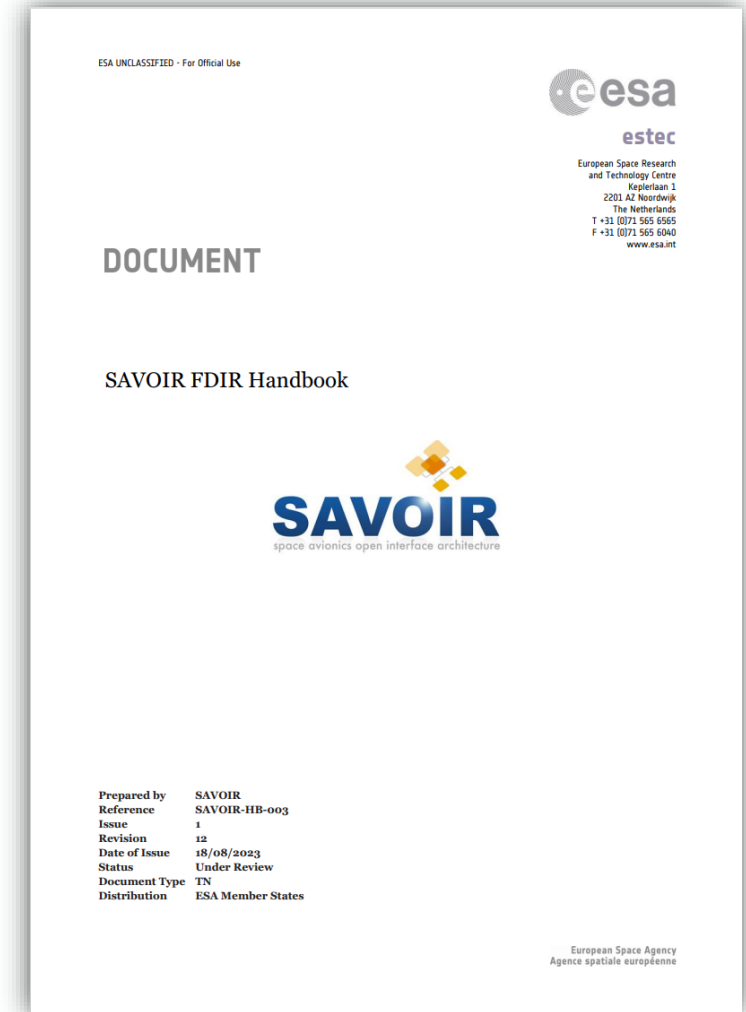 ESA UNCLASSIFIED - For Official Use
esa
estec
European Space Research
and Technology Centre
Keplerlaan 1
2201 AZ Noordwijk
The Netherlands
T +31 (0)71 565 6565
F +31 (0)71 565 6040
www.esa.int
DOCUMENT
SAVOIR FDIR Handbook
SAVOIR
space avionics open interface architecture
Prepared by SAVOIR
Reference SAVOIR-HB-003
Issue 1
Revision 12
Date of Issue 18/08/2023
Status Under Review
Document Type TN
Distribution ESA Member States
European Space Agency
Agence spatiale européenne